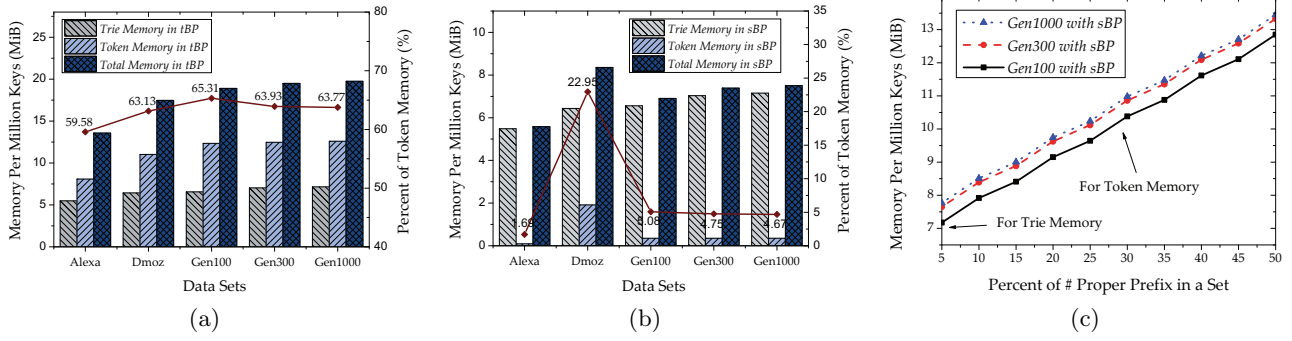 Memory Per Million Keys (MiB)
25
20
15
10
5
0
Trie Memory in tBP
Token Memory in tBP
Total Memory in tBP
59.58
63.13
65.31
63.93
63.77
80
70
60
50
40
Percent of Token Memory (%)
Alexa Dmoz Gen100 Gen300 Gen1000
Data Sets
(a)
Memory Per Million Keys (MiB)
10
8
6
4
2
0
Trie Memory in sBP
Token Memory in sBP
Total Memory in sBP
1.69
22.95
5.08
4.75
4.67
35
30
25
20
15
10
5
0
Percent of Token Memory (%)
Alexa Dmoz Gen100 Gen300 Gen1000
Data Sets
(b)
Memory Per Million Keys (MiB)
13
12
11
10
9
8
7
Gen1000 with sBP
Gen300 with sBP
Gen100 with sBP
For Token Memory
For Trie Memory
5 10 15 20 25 30 35 40 45 50
Percent of # Proper Prefix in a Set
(c)